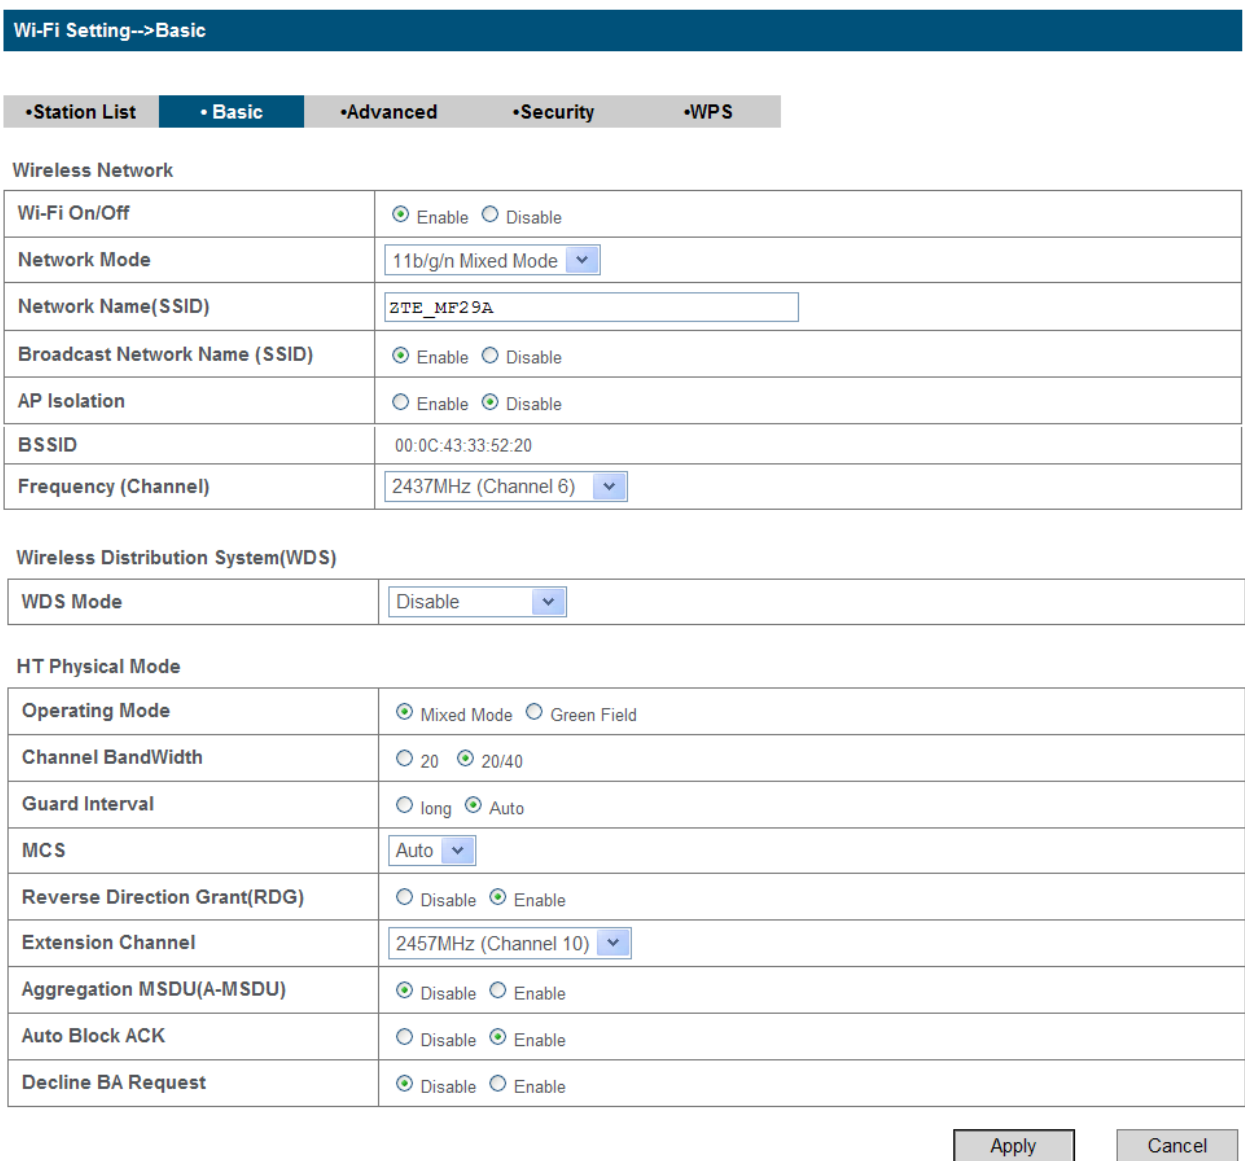 Wi-Fi Setting-->Basic
•Station List • Basic •Advanced •Security •WPS
Wireless Network
Wi-Fi On/Off Enable Disable
Network Mode 11b/g/n Mixed Mode
Network Name(SSID) ZTE_MF29A
Broadcast Network Name (SSID) Enable Disable
AP Isolation Enable Disable
BSSID 00:0C:43:33:52:20
Frequency (Channel) 2437MHz (Channel 6)
Wireless Distribution System(WDS)
WDS Mode Disable
HT Physical Mode
Operating Mode Mixed Mode Green Field
Channel BandWidth 20 20/40
Guard Interval long Auto
MCS Auto
Reverse Direction Grant(RDG) Disable Enable
Extension Channel 2457MHz (Channel 10)
Aggregation MSDU(A-MSDU) Disable Enable
Auto Block ACK Disable Enable
Decline BA Request Disable Enable
Apply Cancel